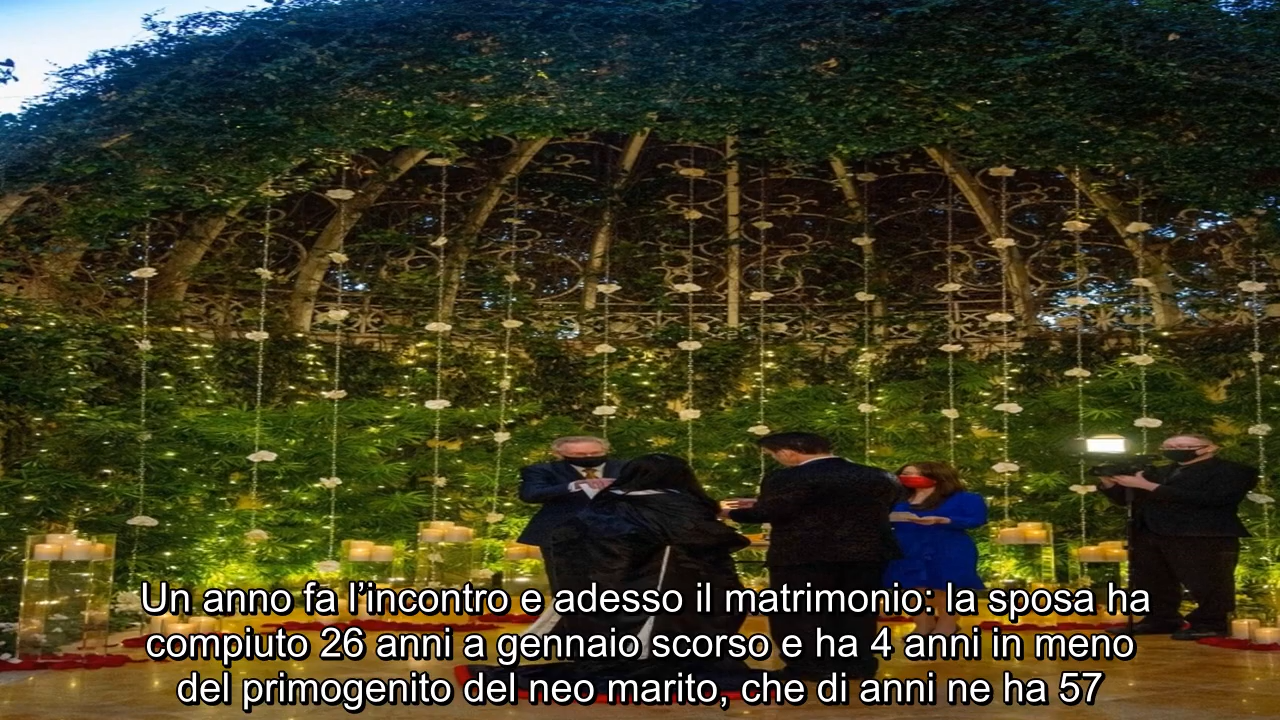 Un anno fa l’incontro e adesso il matrimonio: la sposa ha
compiuto 26 anni a gennaio scorso e ha 4 anni in meno
del primogenito del neo marito, che di anni ne ha 57